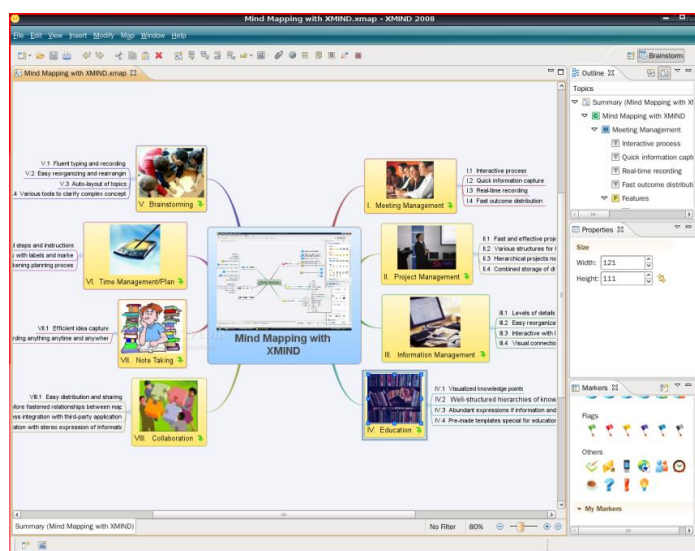 Mind Mapping with XMIND.xmap - XMIND 2008
File Edit View Insert Modify Map Window Help
Brainstorm
Mind Mapping with XMIND.xmap
Outline
Topics
Summary (Mind Mapping with
Mind Mapping with XMIND
Meeting Management
Interactive process
Quick information capt
Real-time recording
Fast outcome distributi
Features
V.1 Fluent typing and recording
V.2 Easy reorganizing and rearrangin
V.3 Auto-layout of topics
.4 Various tools to clarify complex concept
V. Brainstorming
I. Meeting Management
I.1 Interactive process
I.2 Quick information capture
I.3 Real-time recording
I.4 Fast outcome distribution
steps and instructions
s with labels and marke
kening planning proces
VI. Time Management/Plan
II. Project Management
II.1 Fast and effective proj
II.2 Various structures for
II.3 Hierarchical projects na
II.4 Combined storage of di
VII.1 Efficient idea capture
rding anything anytime and anywher
VII. Note Taking
Mind Mapping with
XMIND
III. Information Management
III.1 Levels of details
III.2 Easy reorganiza
III.3 Interactive with
III.4 Visual connectio
VIII.1 Easy distribution and sharing
More fastened relationships between map
ss integration with third-party application
ation with stereo expression of informatic
VIII. Collaboration
IV. Education
IV.1 Visualized knowledge points
IV.2 Well-structured hierarchies of know
IV.3 Abundant expressions if information and
IV.4 Pre-made templates special for education
Properties
Size
Width: 121
Height: 111
Markers
Flags
Others
My Markers
Summary (Mind Mapping with XMIND)
No Filter 80%